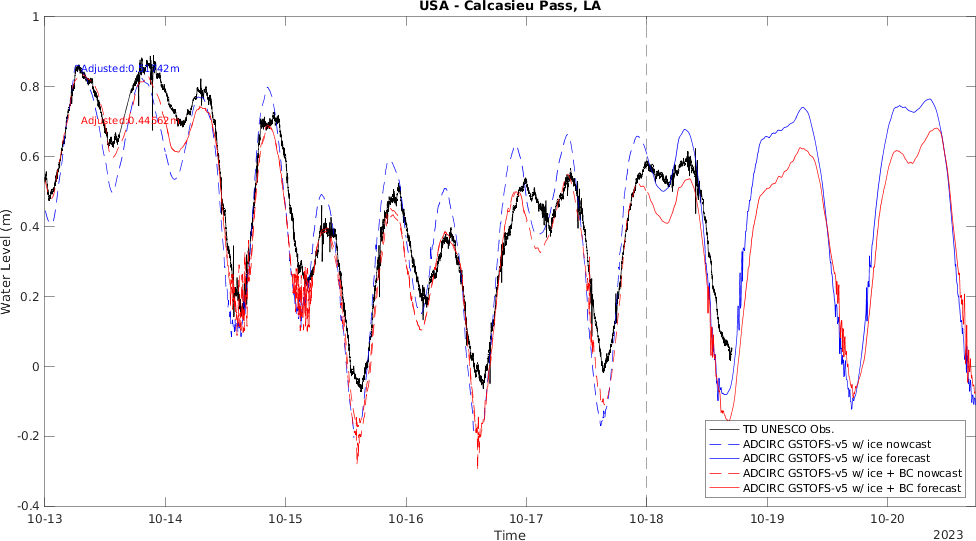 USA - Calcasieu Pass, LA
1
0.8
0.6
0.4
0.2
0
-0.2
-0.4
Water Level (m)
Adjusted:0.44662m
10-13
10-14
10-15
10-16
10-17
10-18
10-19
10-20
Time
2023
TD UNESCO Obs.
ADCIRC GSTOFS-v5 w/ ice nowcast
ADCIRC GSTOFS-v5 w/ ice forecast
ADCIRC GSTOFS-v5 w/ ice + BC nowcast
ADCIRC GSTOFS-v5 w/ ice + BC forecast